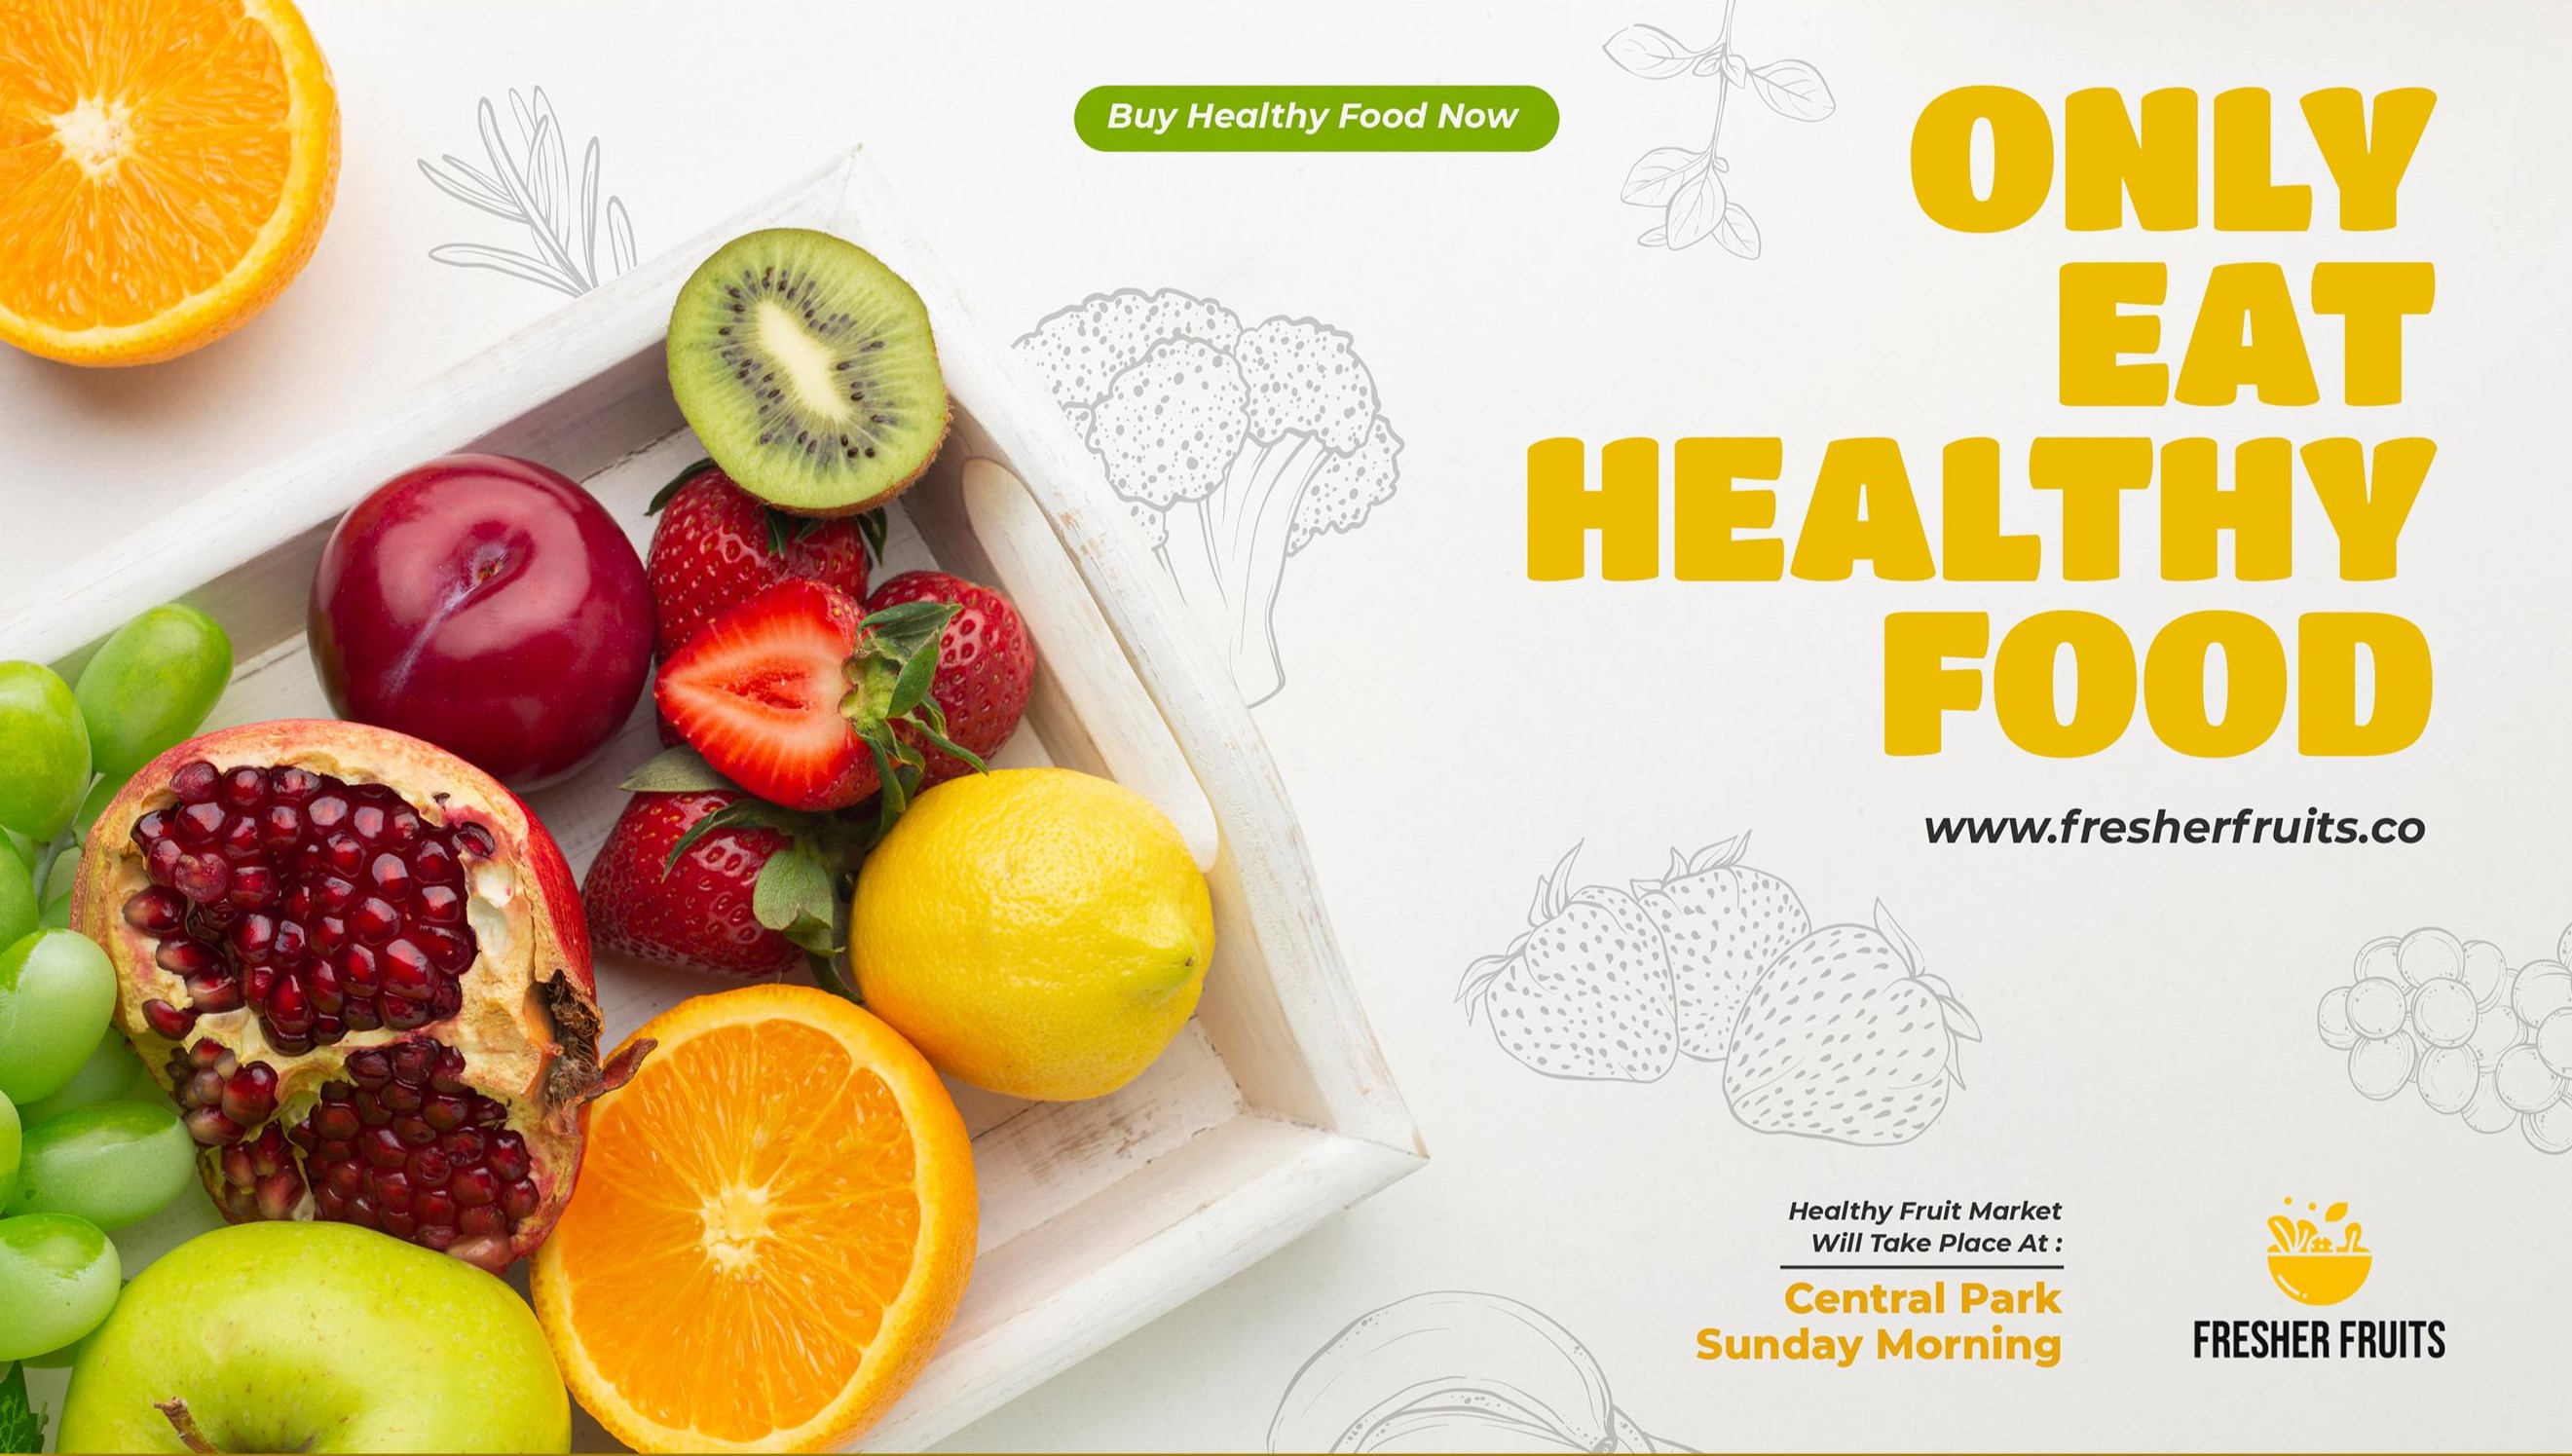 Buy Healthy Food Now
ONLY
EAT
HEALTHY
FOOD
www.fresherfruits.co
Healthy Fruit Market
Will Take Place At :
Central Park
Sunday Morning
FRESHER FRUITS